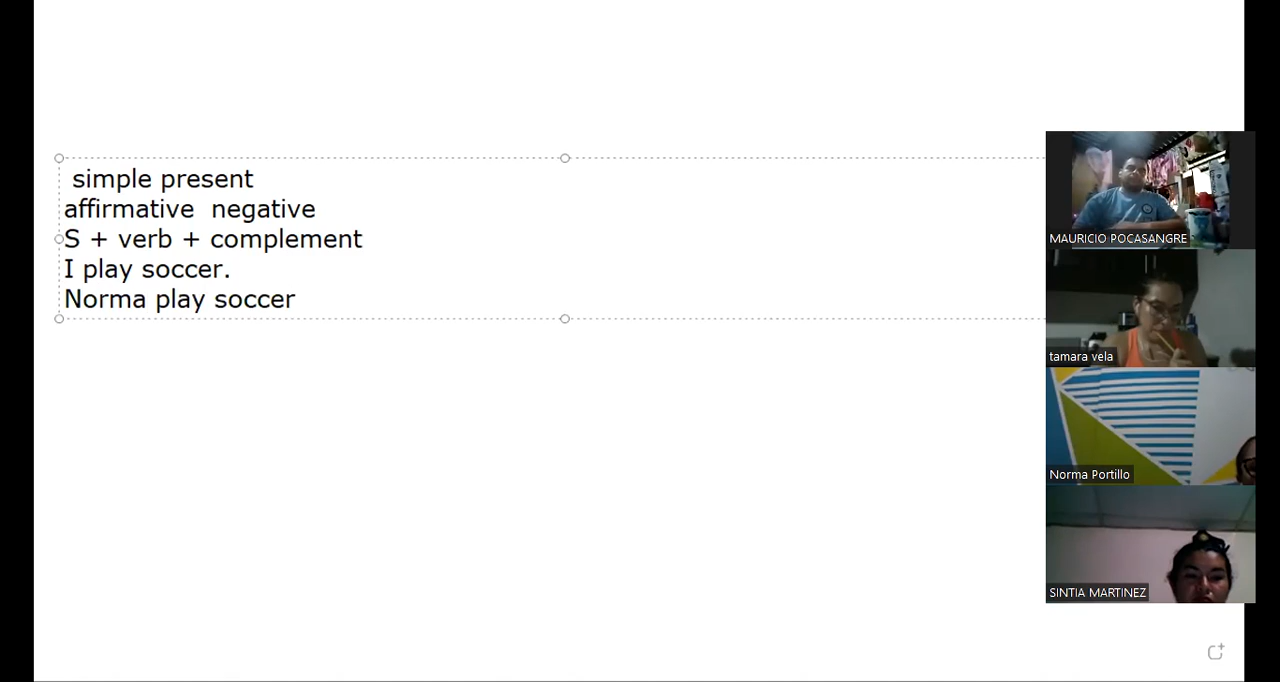 simple present
affirmative  negative
S + verb + complement
I play soccer.
Norma play soccer
MAURICIO POCASANGRE
tamara vela
Norma Portillo
SINTIA MARTINEZ